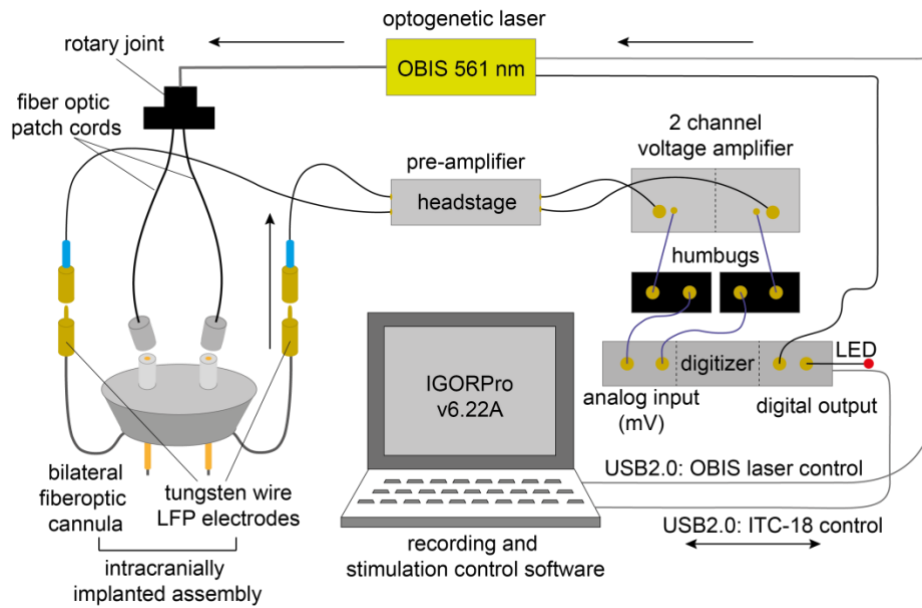 optogenetic laser
rotary joint
OBIS 561 nm
fiber optic
patch cords
2 channel
voltage amplifier
pre-amplifier
headstage
humbugs
IGORPro
v6.22A
digitizer
LED
analog input
(mV)
digital output
bilateral
fiberoptic
cannula
tungsten wire
LFP electrodes
USB2.0: OBIS laser control
USB2.0: ITC-18 control
intracranially
implanted assembly
recording and
stimulation control software